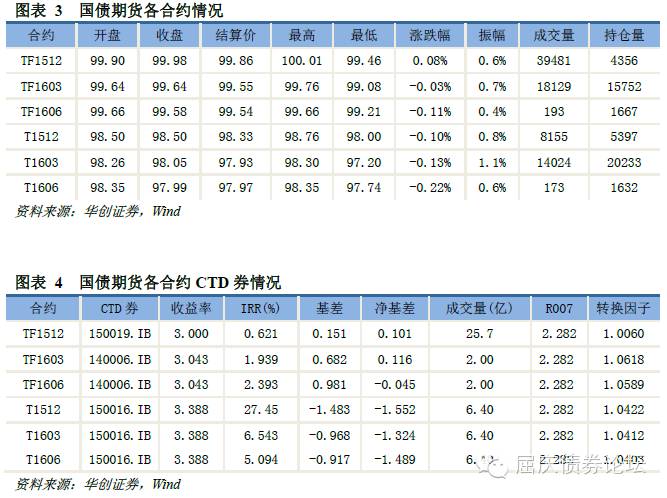 图表 3 国债期货各合约情况
合约 开盘 收盘 结算价 最高 最低 涨跌幅 振幅 成交量 持仓量
TF1512 99.90 99.98 99.86 100.01 99.46 0.08% 0.6% 39481 4356
TF1603 99.64 99.64 99.55 99.76 99.08 -0.03% 0.7% 18129 15752
TF1606 99.66 99.58 99.54 99.66 99.21 -0.11% 0.4% 193 1667
T1512 98.50 98.50 98.33 98.76 98.00 -0.10% 0.8% 8155 5397
T1603 98.26 98.05 97.93 98.30 97.20 -0.13% 1.1% 14024 20233
T1606 98.35 97.99 97.97 98.35 97.74 -0.22% 0.6% 173 1632
资料来源：华创证券，Wind
图表 4 国债期货各合约 CTD 券情况
合约 CTD 券 收益率 IRR(%) 基差 净基差 成交量(亿) R007 转换因子
TF1512 150019.IB 3.000 0.621 0.151 0.101 25.7 2.282 1.0060
TF1603 140006.IB 3.043 1.939 0.682 0.116 2.00 2.282 1.0618
TF1606 140006.IB 3.043 2.393 0.981 -0.045 2.00 2.282 1.0589
T1512 150016.IB 3.388 27.45 -1.483 -1.552 6.40 2.282 1.0422
T1603 150016.IB 3.388 6.543 -0.968 -1.324 6.40 2.282 1.0412
T1606 150016.IB 3.388 5.094 -0.917 -1.489 2.282
资料来源：华创证券，Wind
屈庆债券论坛